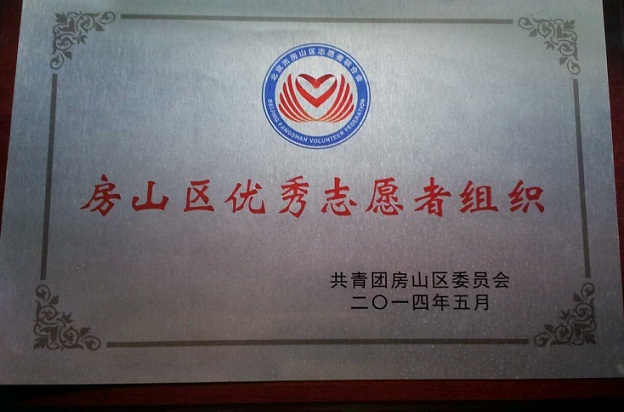 北京市房山区志愿者联合会
BEIJING FANGSHAN VOLUNTEER FEDERATION
房山区优秀志愿者组织
共青团房山区委员会
二〇一四年五月